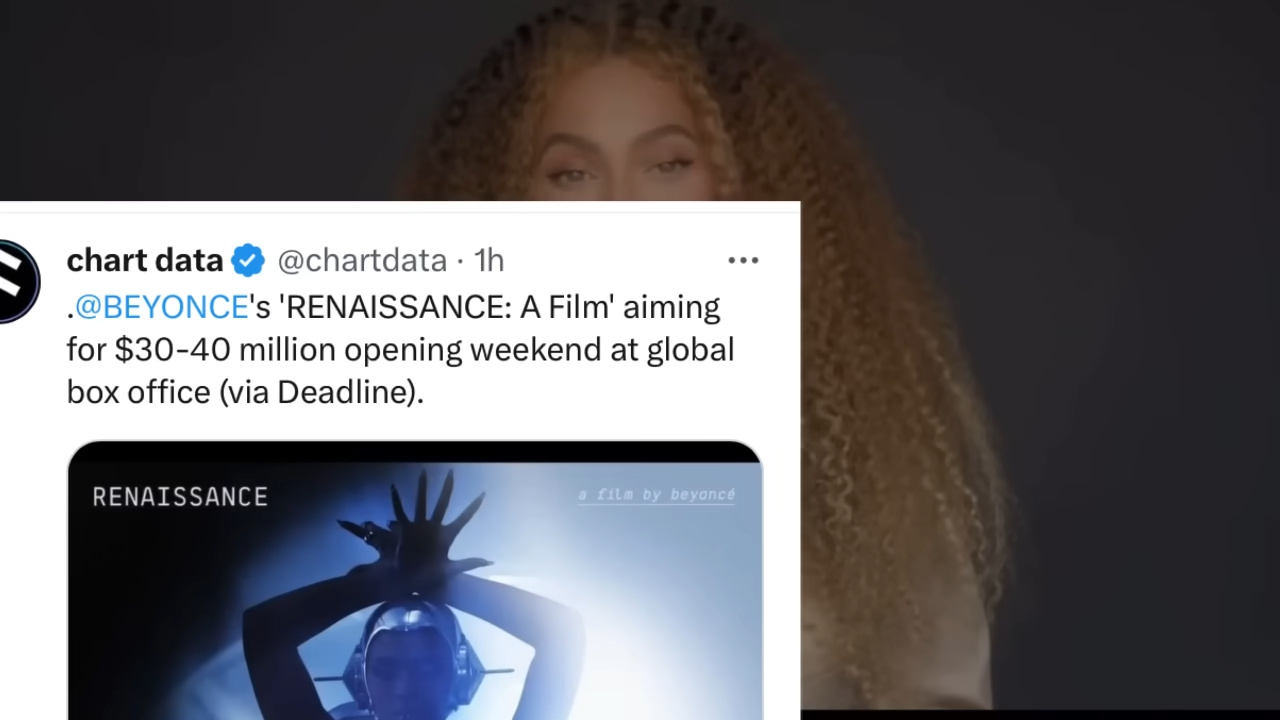 chart data @chartdata · 1h
.@BEYONCE's 'RENAISSANCE: A Film' aiming
for $30-40 million opening weekend at global
box office (via Deadline).
RENAISSANCE
a film by beyoncé